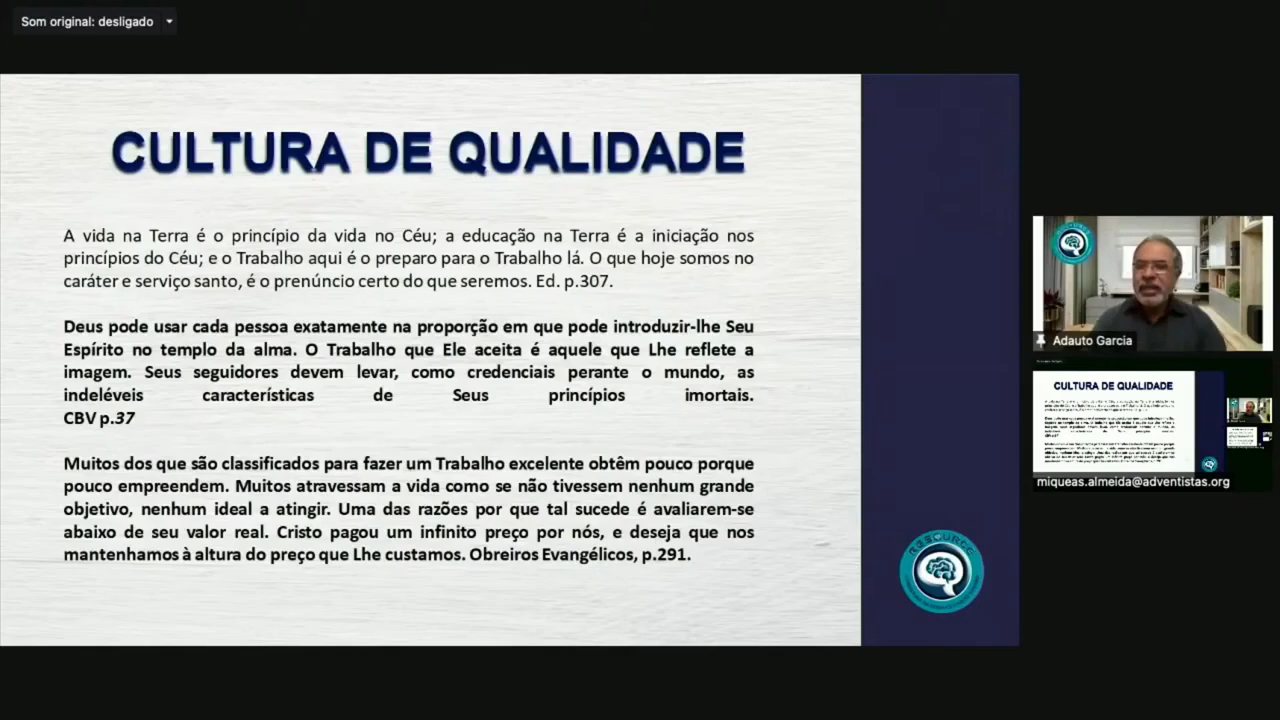 Som original: desligado
CULTURA DE QUALIDADE
A vida na Terra é o princípio da vida no Céu; a educação na Terra é a iniciação nos
princípios do Céu; e o Trabalho aqui é o preparo para o Trabalho lá. O que hoje somos no
caráter e serviço santo, é o prenúncio certo do que seremos. Ed. p.307.
Deus pode usar cada pessoa exatamente na proporção em que pode introduzir-lhe Seu
Espírito no templo da alma. O Trabalho que Ele aceita é aquele que Lhe reflete a
imagem. Seus seguidores devem levar, como credenciais perante o mundo, as
indeléveis características de Seus princípios imortais.
CBV p.37
Muitos dos que são classificados para fazer um Trabalho excelente obtêm pouco porque
pouco empreendem. Muitos atravessam a vida como se não tivessem nenhum grande
objetivo, nenhum ideal a atingir. Uma das razões por que tal sucede é avaliarem-se
abaixo de seu valor real. Cristo pagou um infinito preço por nós, e deseja que nos
mantenhamos à altura do preço que Lhe custamos. Obreiros Evangélicos, p.291.
RESOURCE
Adauto Garcia
CULTURA DE QUALIDADE
miqueas.almeida@adventistas.org